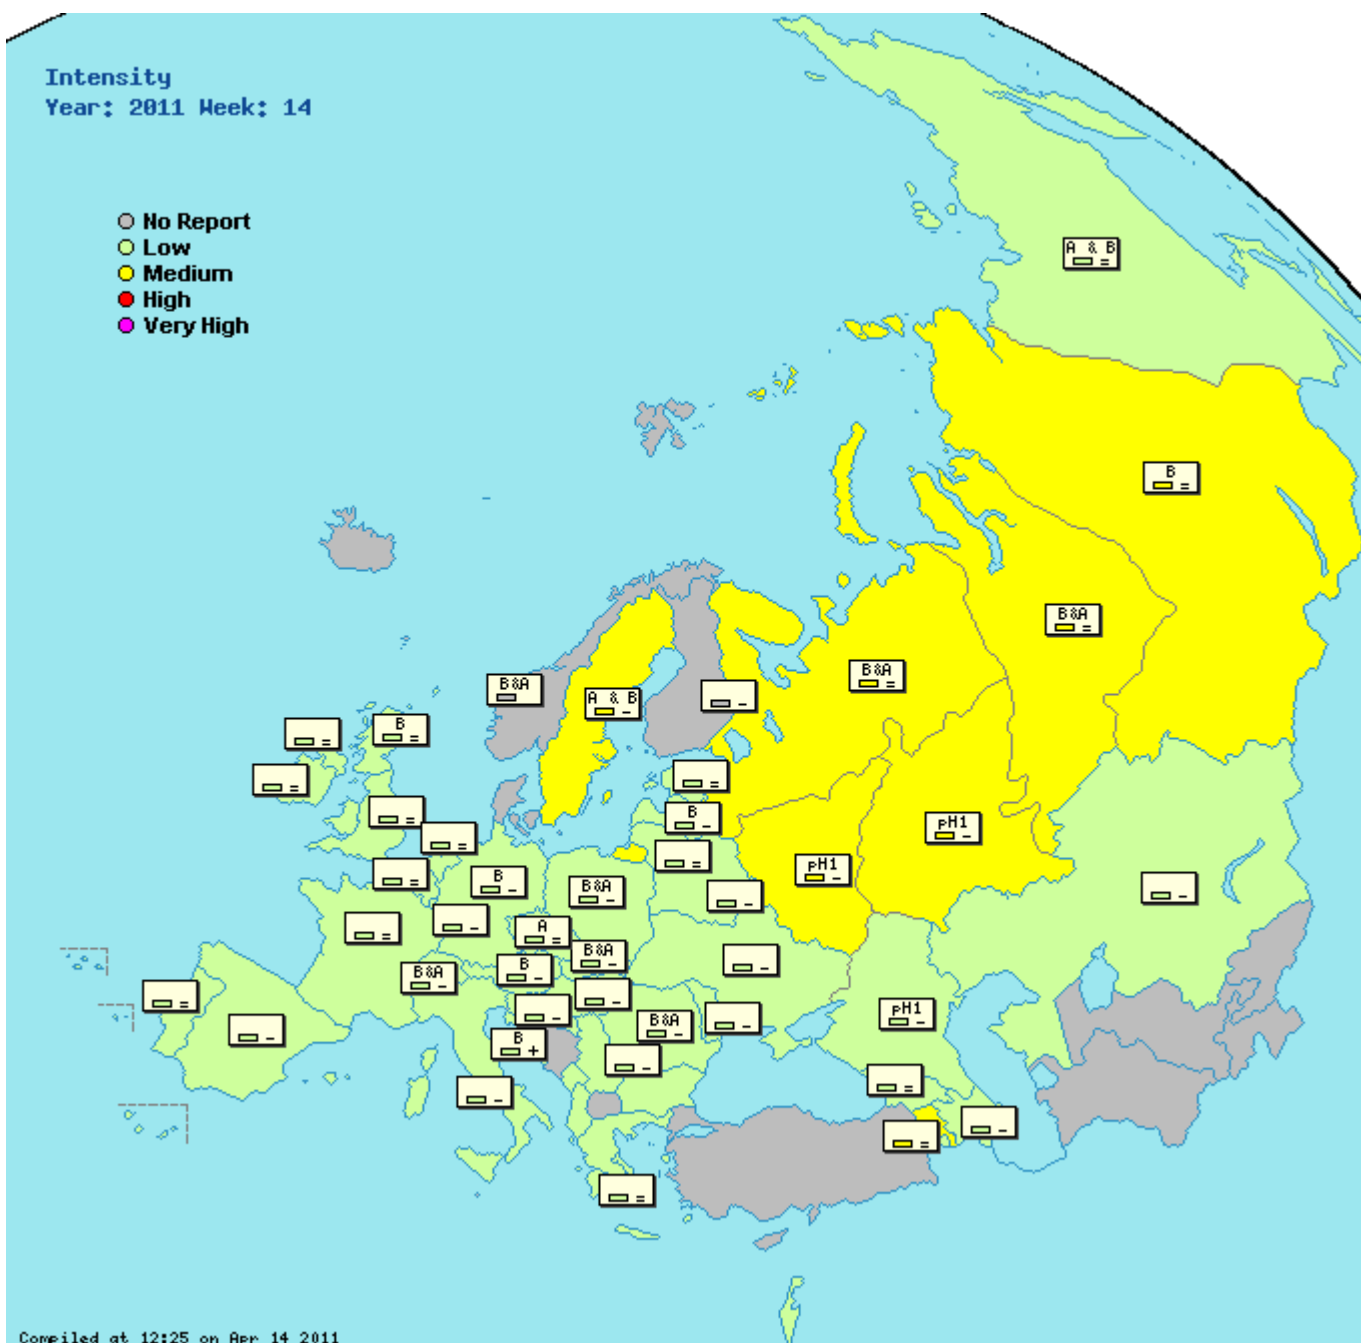 Intensity
Year: 2011 Week: 14
No Report
Low
Medium
High
Very High
A & B
=
B
=
B&A
=
B&A
=
B&A
A & B
-
-
B
=
=
=
=
B
-
=
=
=
pH1
-
pH1
-
=
B
-
B&A
-
-
-
=
-
A
=
B&A
-
B
-
-
B&A
-
=
-
-
-
B&A
-
-
pH1
-
B
+
-
=
-
-
=
=
Compiled at 12:25 on Apr 14 2011